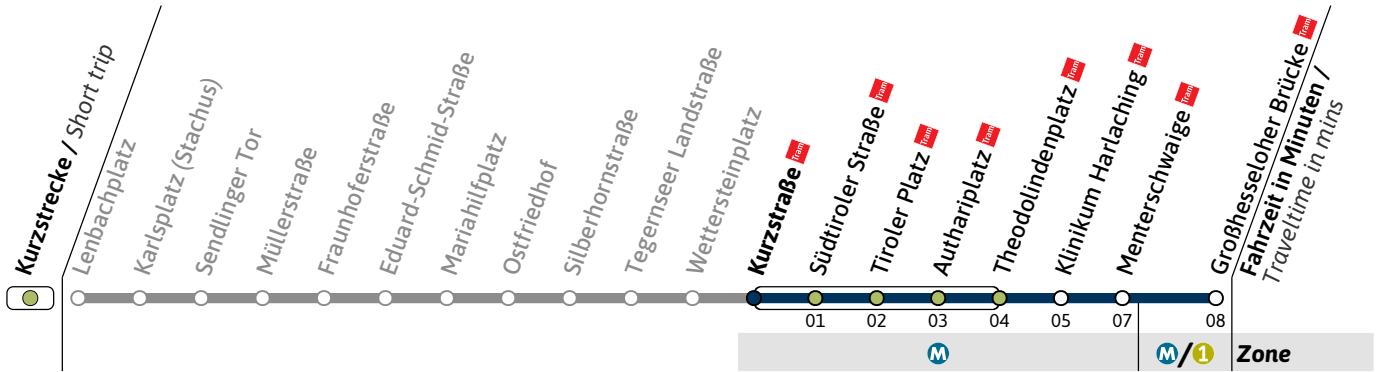 Kurzstrecke / Short trip
Lenbachplatz
Karlsplatz (Stachus)
Sendlinger Tor
Müllerstraße
Fraunhoferstraße
Eduard-Schmid-Straße
Mariahilfplatz
Ostfriedhof
Silberhornstraße
Tegernseer Landstraße
Wettersteinplatz
Kurzstraße Tram
Südtiroler Straße Tram
Tiroler Platz Tram
Authariplatz Tram
Theodolindenplatz Tram
Klinikum Harlaching Tram
Menterschwaige Tram
Großhesseloher Brücke Tram
Fahrzeit in Minuten /
Traveltime in mins
01 02 03 04 05 07 08
M M/1 Zone